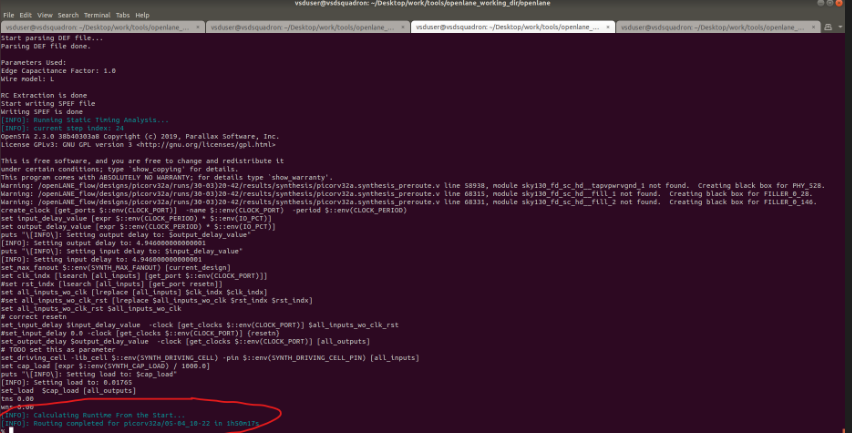 vsduser@vsdsquadron: ~/Desktop/work/tools/openlane_working_dir/openlane
File Edit View Search Terminal Tabs Help
vsduser@vsdsquadron: ~/Desktop/work/tools/openlane_... × vsduser@vsdsquadron: ~/Desktop/work/tools/openlane_... × vsduser@vsdsquadron: ~/Desktop/work/tools/openlane_... × vsduser@vsdsquadron: ~/Desktop/work/tools/openlane_... ×
Start parsing DEF file...
Parsing DEF file done.
Parameters Used:
Edge Capacitance Factor: 1.0
Wire model: L
RC Extraction is done
Start writing SPEF file
Writing SPEF is done
[INFO]: Running Static Timing Analysis...
[INFO]: current step index: 24
OpenSTA 2.3.0 38b40303a8 Copyright (c) 2019, Parallax Software, Inc.
License GPLv3: GNU GPL version 3 <http://gnu.org/licenses/gpl.html>
This is free software, and you are free to change and redistribute it
under certain conditions; type `show_copying' for details.
This program comes with ABSOLUTELY NO WARRANTY; for details type `show_warranty'.
Warning: /openLANE_flow/designs/picorv32a/runs/30-03)20-42/results/synthesis/picorv32a.synthesis_preroute.v line 58938, module sky130_fd_sc_hd__tapvpwrvgnd_1 not found.  Creating black box for PHY_528.
Warning: /openLANE_flow/designs/picorv32a/runs/30-03)20-42/results/synthesis/picorv32a.synthesis_preroute.v line 68315, module sky130_fd_sc_hd__fill_1 not found.  Creating black box for FILLER_0_28.
Warning: /openLANE_flow/designs/picorv32a/runs/30-03)20-42/results/synthesis/picorv32a.synthesis_preroute.v line 68331, module sky130_fd_sc_hd__fill_2 not found.  Creating black box for FILLER_0_146.
create_clock [get_ports $::env(CLOCK_PORT)]  -name $::env(CLOCK_PORT)  -period $::env(CLOCK_PERIOD)
set input_delay_value [expr $::env(CLOCK_PERIOD) * $::env(IO_PCT)]
set output_delay_value [expr $::env(CLOCK_PERIOD) * $::env(IO_PCT)]
puts "\[INFO\]: Setting output delay to: $output_delay_value"
[INFO]: Setting output delay to: 4.946000000000001
puts "\[INFO\]: Setting input delay to: $input_delay_value"
[INFO]: Setting input delay to: 4.946000000000001
set_max_fanout $::env(SYNTH_MAX_FANOUT) [current_design]
set clk_indx [lsearch [all_inputs] [get_port $::env(CLOCK_PORT)]]
#set rst_indx [lsearch [all_inputs] [get_port resetn]]
set all_inputs_wo_clk [lreplace [all_inputs] $clk_indx $clk_indx]
#set all_inputs_wo_clk_rst [lreplace $all_inputs_wo_clk $rst_indx $rst_indx]
set all_inputs_wo_clk_rst $all_inputs_wo_clk
# correct resetn
set_input_delay $input_delay_value  -clock [get_clocks $::env(CLOCK_PORT)] $all_inputs_wo_clk_rst
#set_input_delay 0.0 -clock [get_clocks $::env(CLOCK_PORT)] {resetn}
set_output_delay $output_delay_value  -clock [get_clocks $::env(CLOCK_PORT)] [all_outputs]
# TODO set this as parameter
set_driving_cell -lib_cell $::env(SYNTH_DRIVING_CELL) -pin $::env(SYNTH_DRIVING_CELL_PIN) [all_inputs]
set cap_load [expr $::env(SYNTH_CAP_LOAD) / 1000.0]
puts "\[INFO\]: Setting load to: $cap_load"
[INFO]: Setting load to: 0.01765
set_load  $cap_load [all_outputs]
tns 0.00
wns 0.00
[INFO]: Calculating Runtime From the Start...
[INFO]: Routing completed for picorv32a/05-04_10-22 in 1h50m17s
%